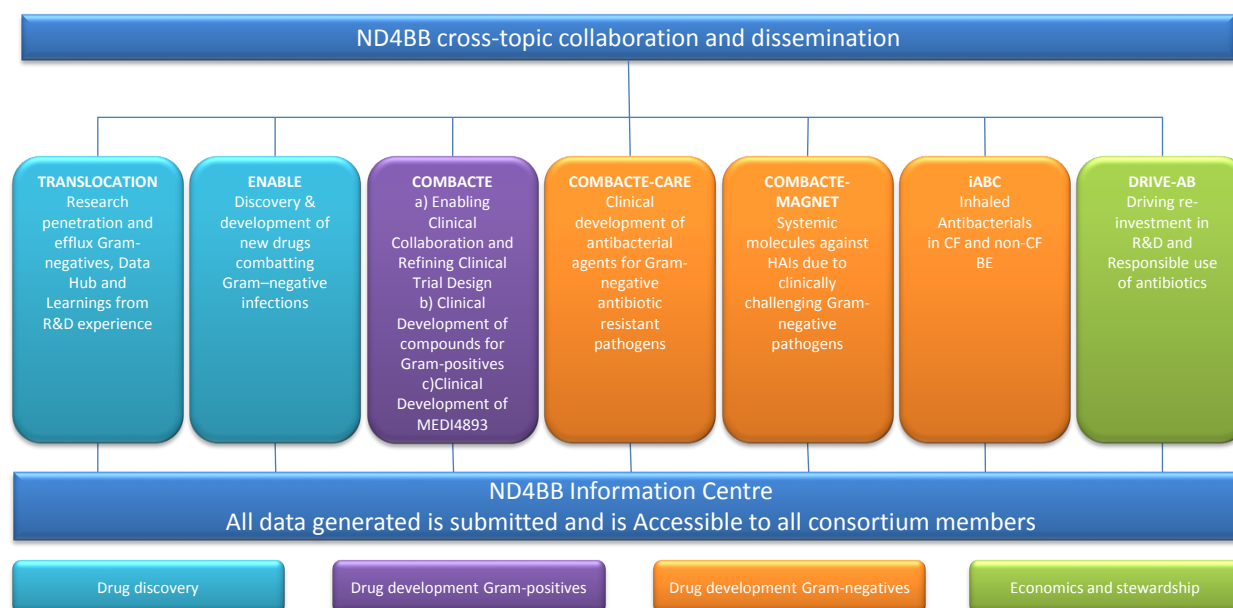 ND4BB cross-topic collaboration and dissemination
TRANSLOCATION
Research
penetration and
efflux Gram-
negatives, Data
Hub and
Learnings from
R&D experience
ENABLE
Discovery &
development of
new drugs
combatting
Gram–negative
infections
COMBACTE
a) Enabling
Clinical
Collaboration and
Refining Clinical
Trial Design
b) Clinical
Development of
compounds for
Gram-positives
c)Clinical
Development of
MEDI4893
COMBACTE-CARE
Clinical
development of
antibacterial
agents for Gram-
negative
antibiotic
resistant
pathogens
COMBACTE-
MAGNET
Systemic
molecules against
HAIs due to
clinically
challenging Gram-
negative
pathogens
iABC
Inhaled
Antibacterials
in CF and non-CF
BE
DRIVE-AB
Driving re-
investment in
R&D and
Responsible use
of antibiotics
ND4BB Information Centre
All data generated is submitted and is Accessible to all consortium members
Drug discovery
Drug development Gram-positives
Drug development Gram-negatives
Economics and stewardship